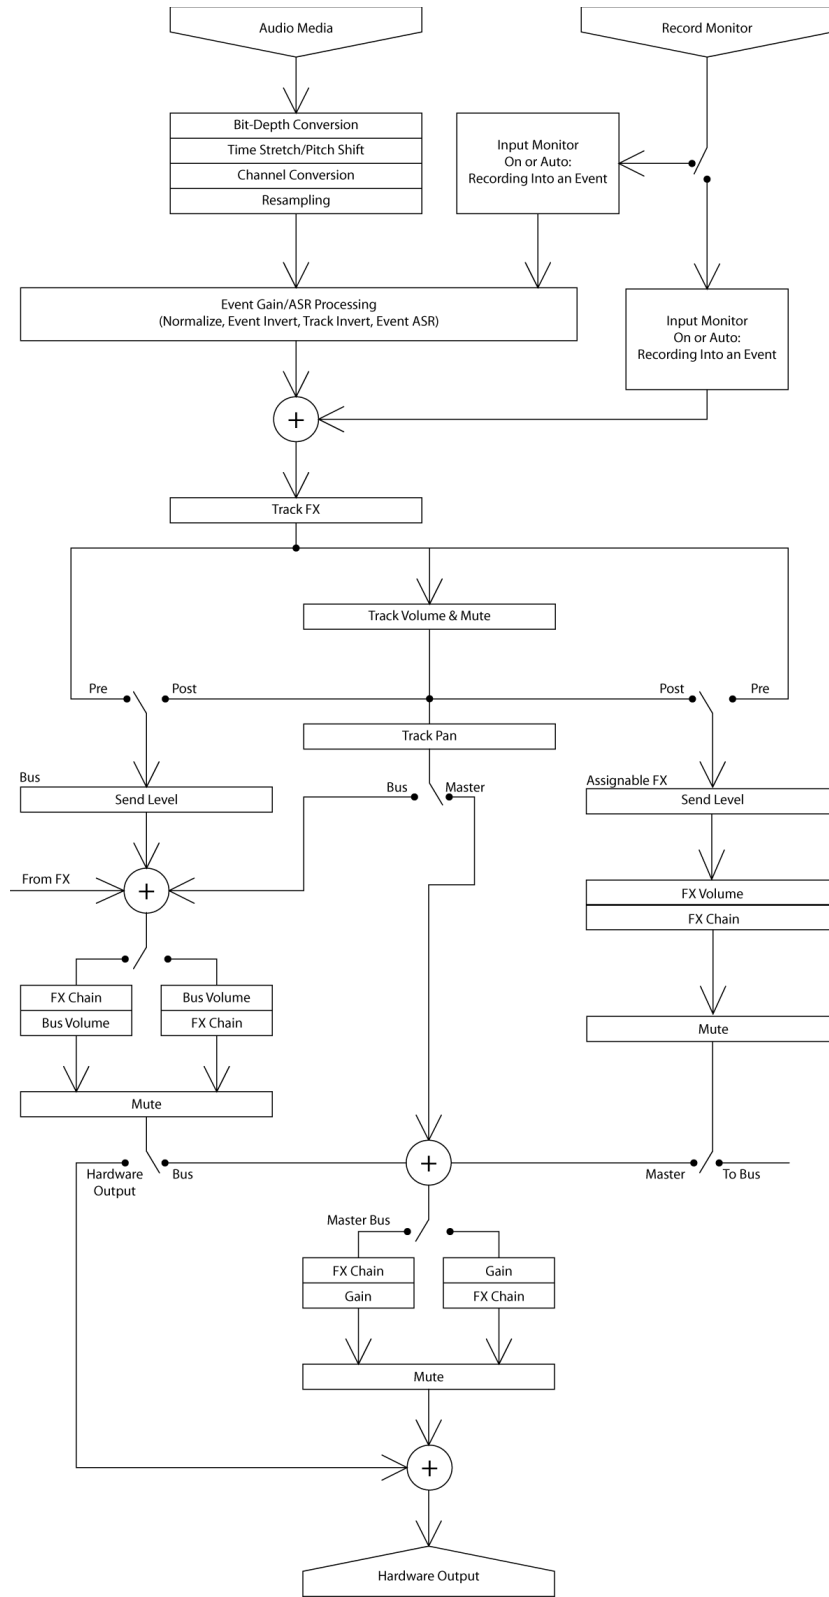 Audio Media
Record Monitor
Bit-Depth Conversion
Time Stretch/Pitch Shift
Channel Conversion
Resampling
Input Monitor
On or Auto:
Recording Into an Event
Event Gain/ASR Processing
(Normalize, Event Invert, Track Invert, Event ASR)
Input Monitor
On or Auto:
Recording Into an Event
+
Track FX
Track Volume & Mute
Pre
Post
Post
Pre
Track Pan
Bus
Send Level
Bus
Master
Assignable FX
Send Level
From FX
+
FX Volume
FX Chain
FX Chain
Bus Volume
Bus Volume
FX Chain
Mute
Mute
Hardware
Output
Bus
+
Master
To Bus
Master Bus
FX Chain
Gain
Gain
FX Chain
Mute
+
Hardware Output